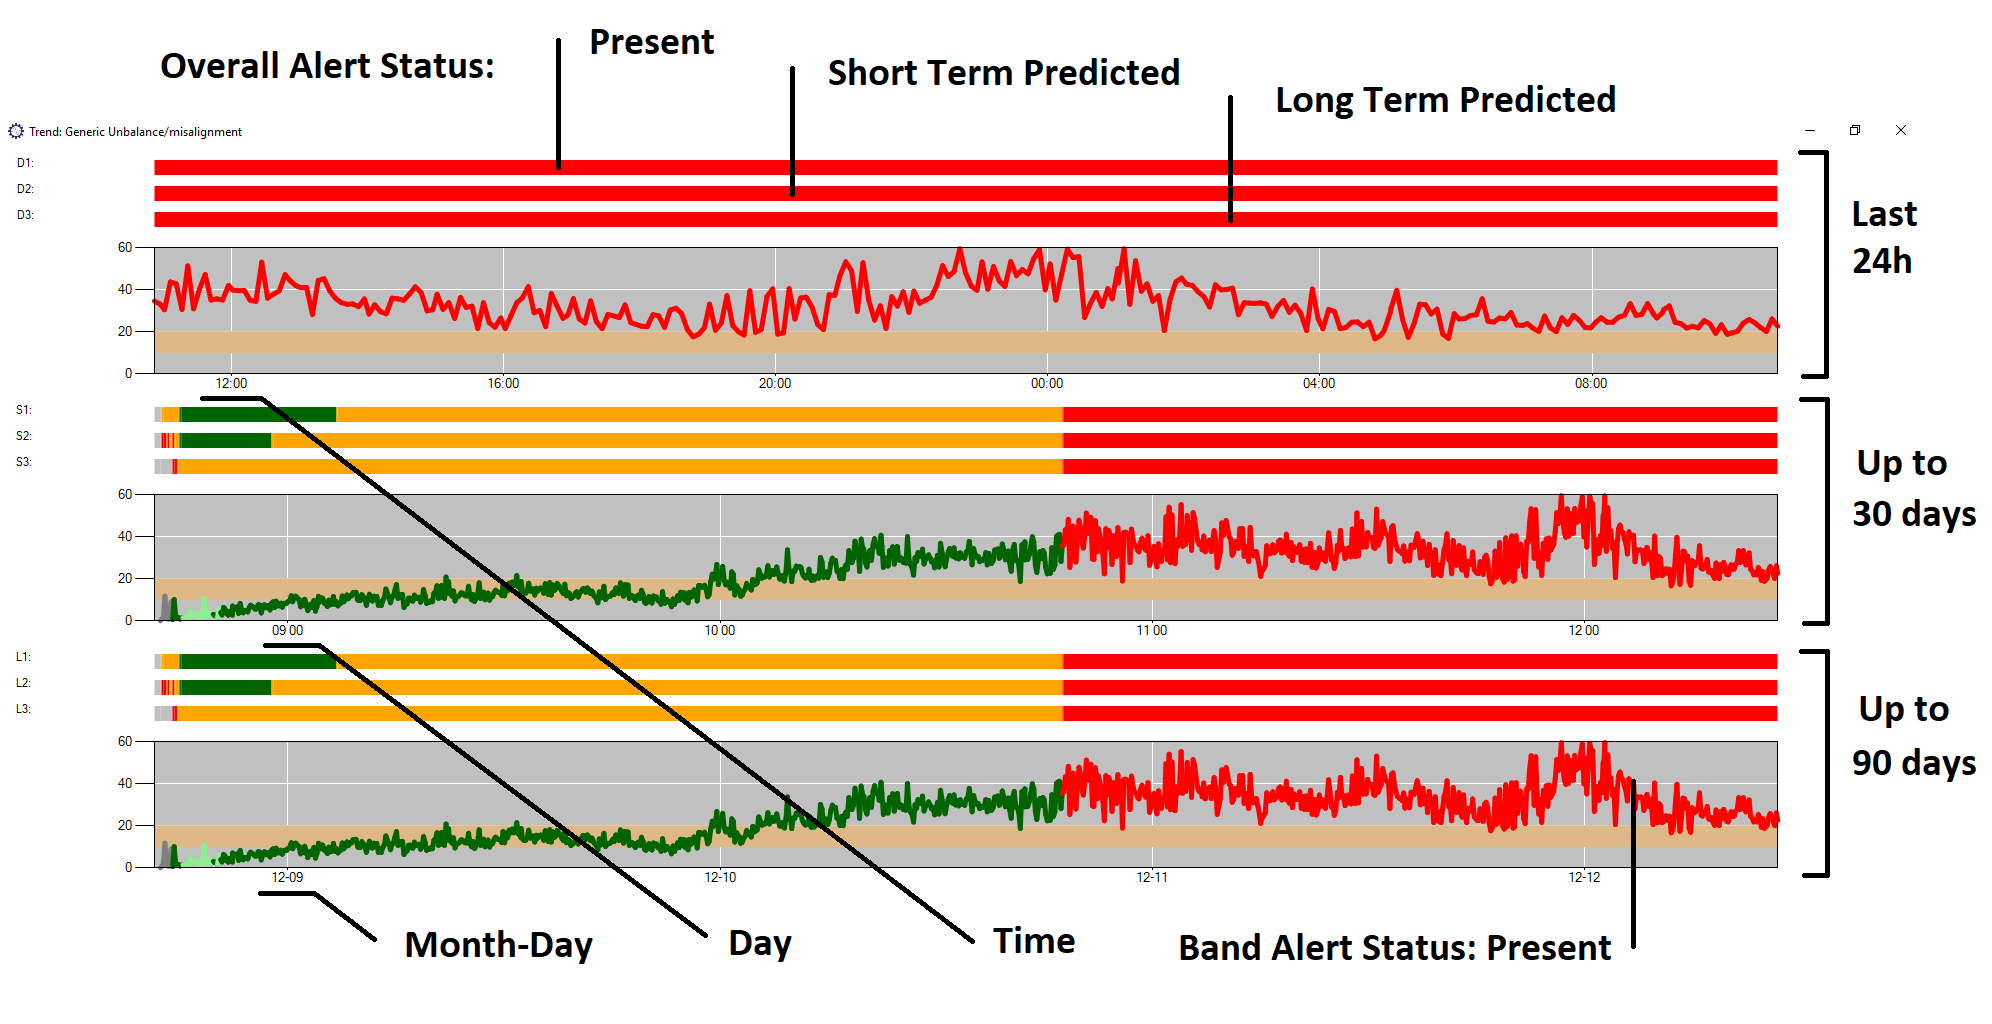 Overall Alert Status:
Present
Short Term Predicted
Long Term Predicted
Trend: Generic Unbalance/misalignment
D1:
D2:
D3:
60
40
20
0
12:00 16:00 20:00 00:00 04:00 08:00
Last
24h
S1:
S2:
S3:
60
40
20
0
09 00 10 00 11 00 12 00
Up to
30 days
L1:
L2:
L3:
60
40
20
0
12-09 12-10 12-11 12-12
Up to
90 days
Month-Day
Day
Time
Band Alert Status: Present